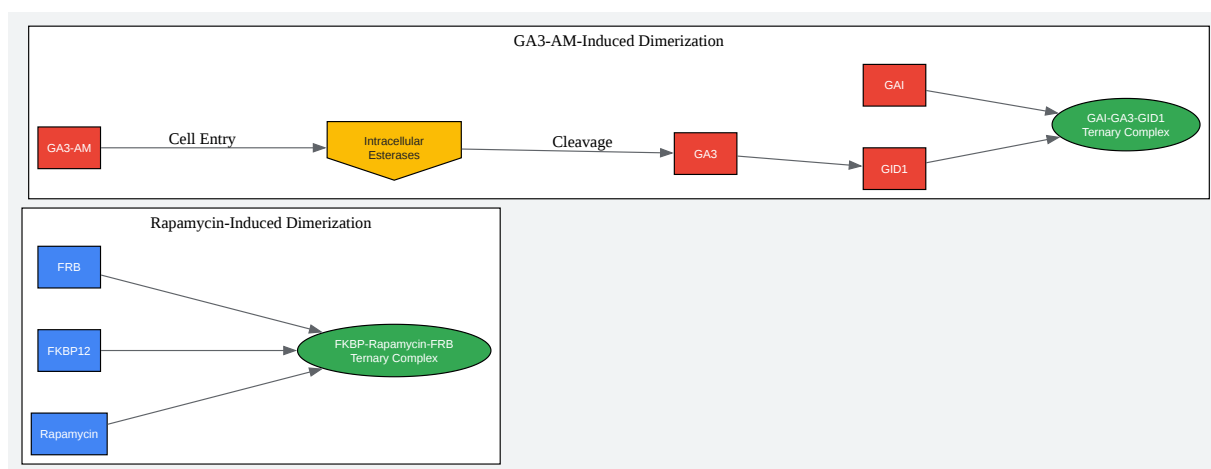 GA3-AM-Induced Dimerization
GAI
GA3-AM
Cell Entry
Intracellular
Esterases
Cleavage
GA3
GID1
GAI-GA3-GID1
Ternary Complex
Rapamycin-Induced Dimerization
FRB
FKBP12
Rapamycin
FKBP-Rapamycin-FRB
Ternary Complex